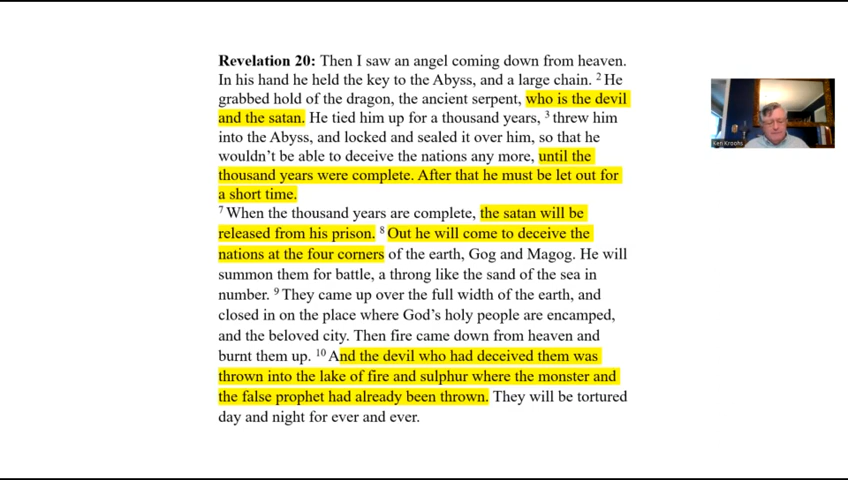 Revelation 20: Then I saw an angel coming down from heaven.
In his hand he held the key to the Abyss, and a large chain. ² He
grabbed hold of the dragon, the ancient serpent, who is the devil
and the satan. He tied him up for a thousand years, ³ threw him
into the Abyss, and locked and sealed it over him, so that he
wouldn’t be able to deceive the nations any more, until the
thousand years were complete. After that he must be let out for
a short time.
⁷ When the thousand years are complete, the satan will be
released from his prison. ⁸ Out he will come to deceive the
nations at the four corners of the earth, Gog and Magog. He will
summon them for battle, a throng like the sand of the sea in
number. ⁹ They came up over the full width of the earth, and
closed in on the place where God’s holy people are encamped,
and the beloved city. Then fire came down from heaven and
burnt them up. ¹⁰ And the devil who had deceived them was
thrown into the lake of fire and sulphur where the monster and
the false prophet had already been thrown. They will be tortured
day and night for ever and ever.
Ken Kroohs